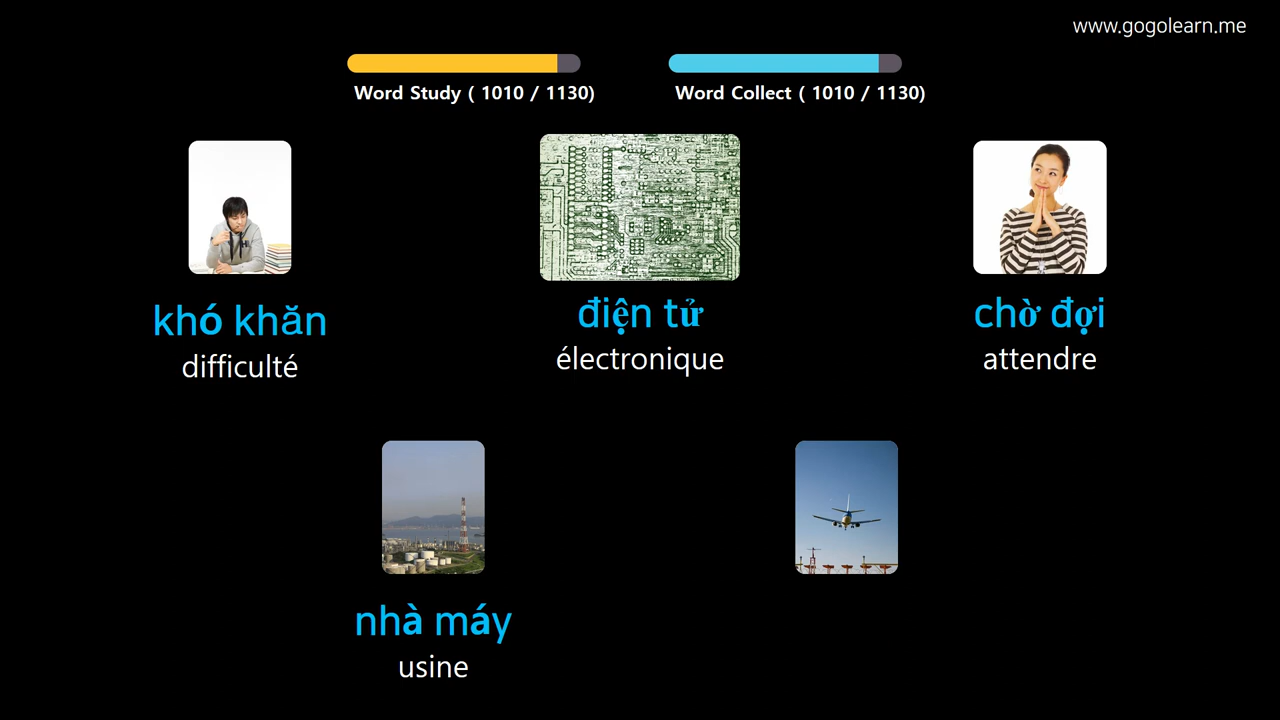 www.gogolearn.me
Word Study ( 1010 / 1130)
Word Collect ( 1010 / 1130)
khó khăn
difficulté
điện tử
électronique
chờ đợi
attendre
nhà máy
usine